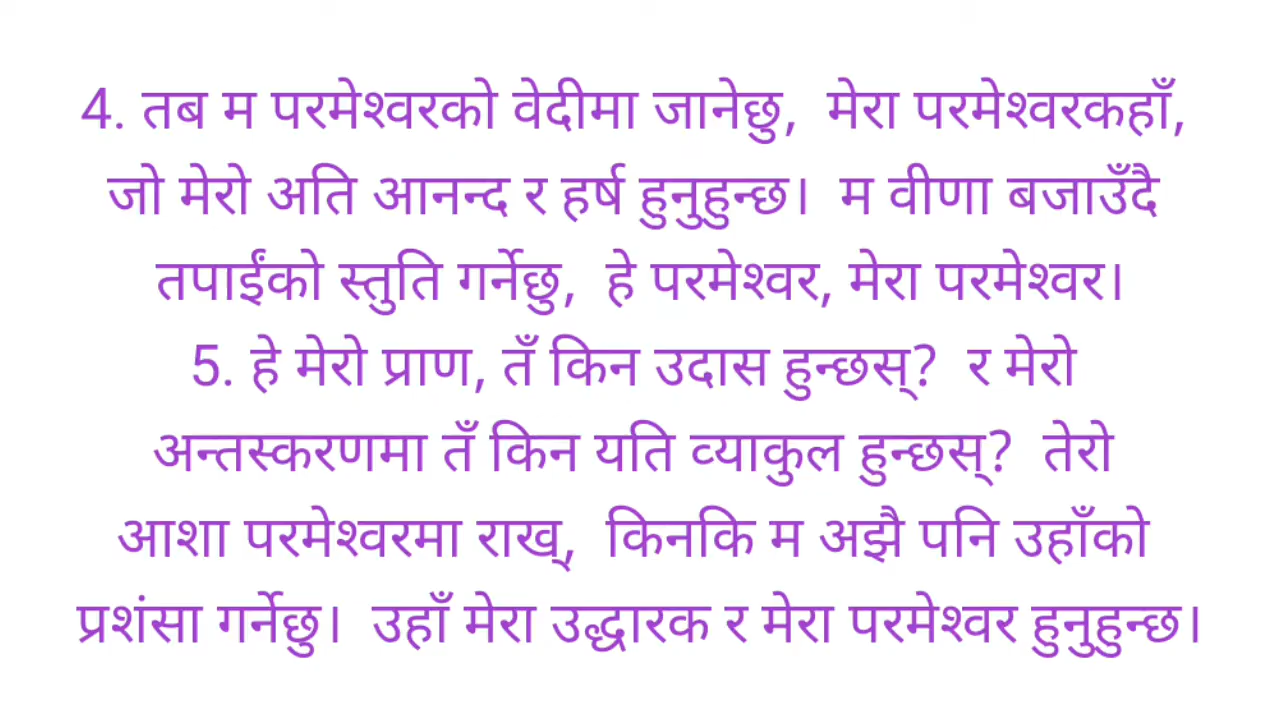 4. तब म परमेश्वरको वेदीमा जानेछु,  मेरा परमेश्वरकहाँ,
जो मेरो अति आनन्द र हर्ष हुनुहुन्छ।  म वीणा बजाउँदै
तपाईंको स्तुति गर्नेछु,  हे परमेश्वर, मेरा परमेश्वर।
5. हे मेरो प्राण, तँ किन उदास हुन्छस्?  र मेरो
अन्तस्करणमा तँ किन यति व्याकुल हुन्छस्?  तेरो
आशा परमेश्वरमा राख्,  किनकि म अझै पनि उहाँको
प्रशंसा गर्नेछु।  उहाँ मेरा उद्धारक र मेरा परमेश्वर हुनुहुन्छ।